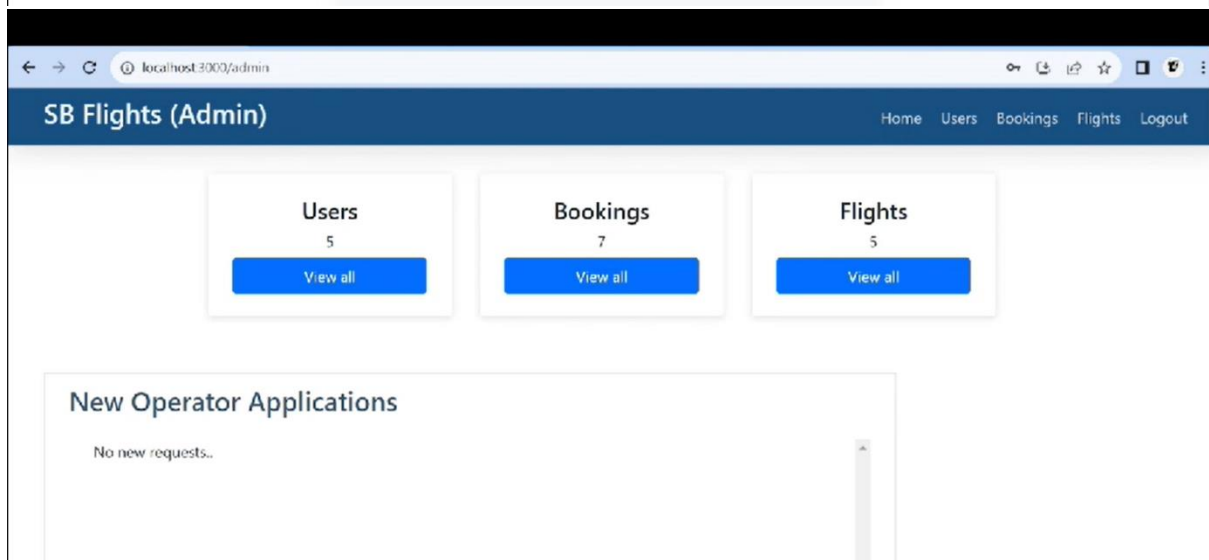 localhost:3000/admin
SB Flights (Admin)
Home Users Bookings Flights Logout
Users Bookings Flights
5 7 5
View all View all View all
New Operator Applications
No new requests..